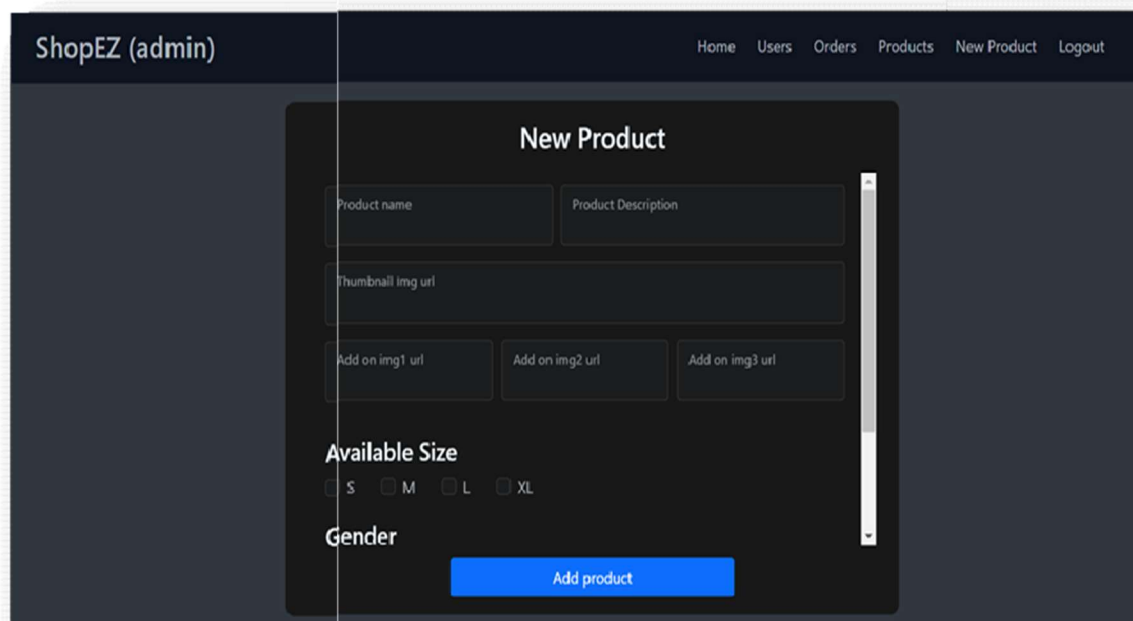 ShopEZ (admin)
Home Users Orders Products New Product Logout
New Product
Product name Product Description
Thumbnail img url
Add on img1 url Add on img2 url Add on img3 url
Available Size
S M L XL
Gender
Add product